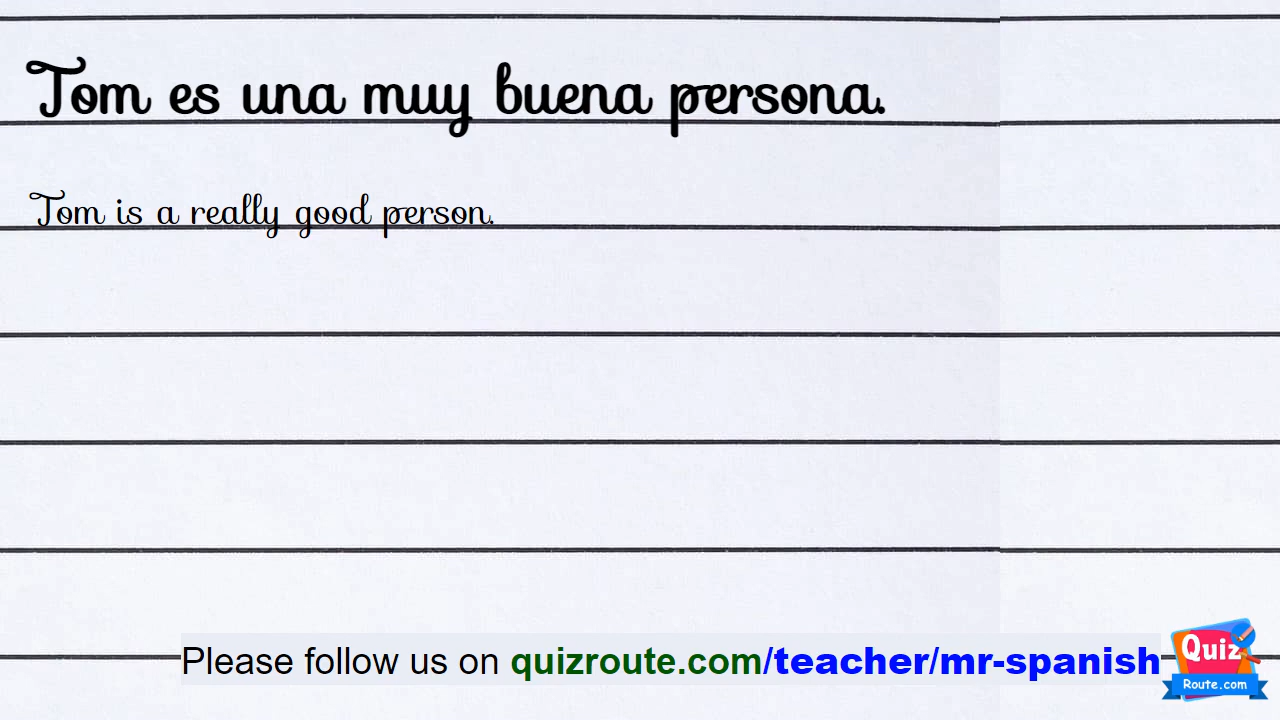 Tom es una muy buena persona.
Tom is a really good person.
Please follow us on quizroute.com/teacher/mr-spanish
Quiz
Route.com